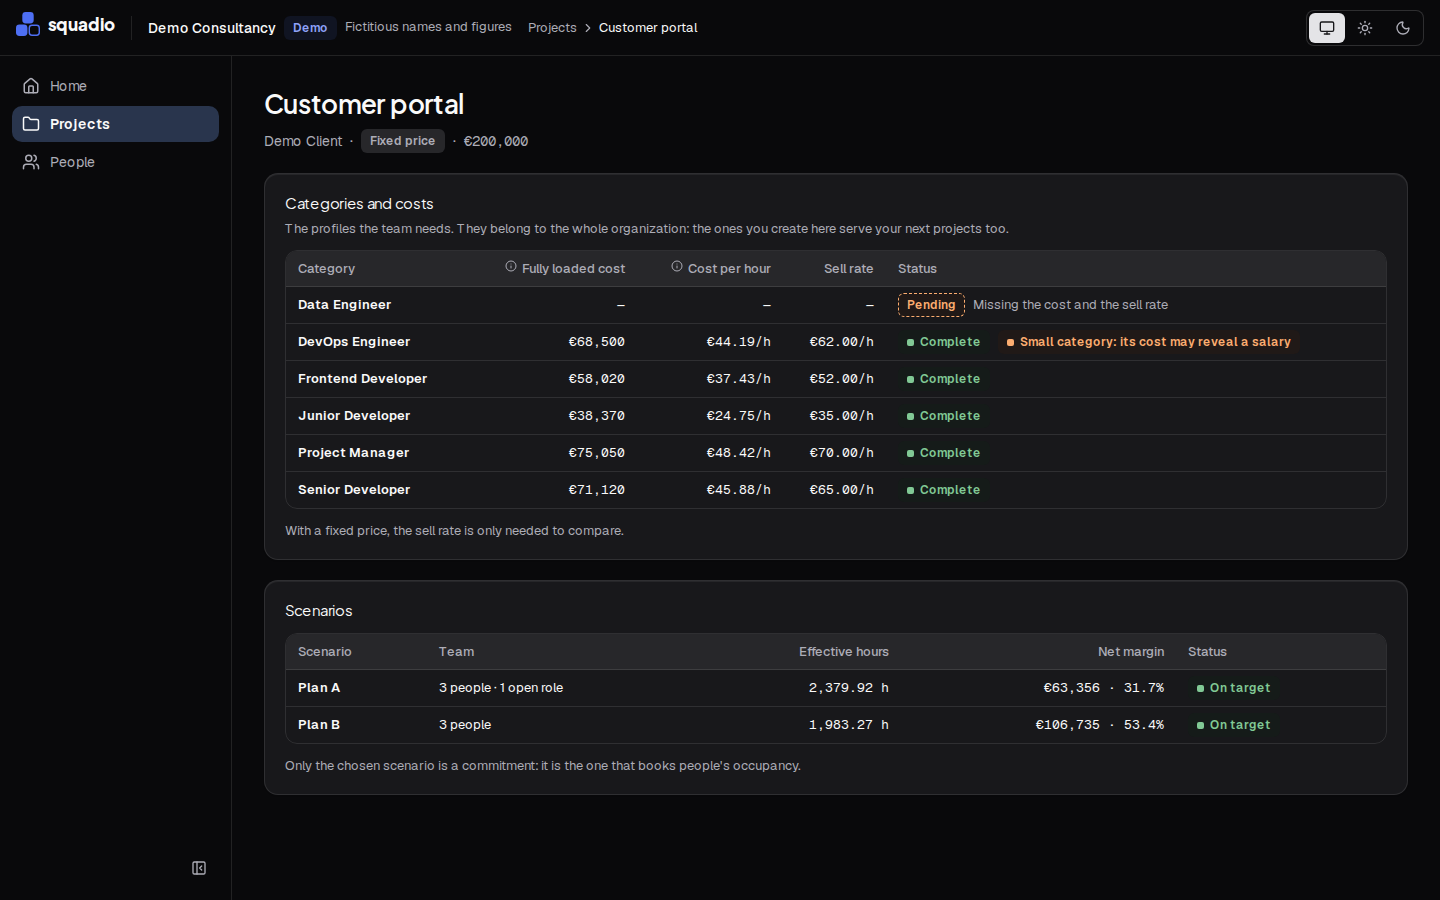 squadlo
Demo Consultancy Demo Fictitious names and figures Projects > Customer portal
Home
Projects
People
Customer portal
Demo Client · Fixed price · €200,000
Categories and costs
The profiles the team needs. They belong to the whole organization: the ones you create here serve your next projects too.
Category Fully loaded cost Cost per hour Sell rate Status
Data Engineer – – – Pending Missing the cost and the sell rate
DevOps Engineer €68,500 €44.19/h €62.00/h Complete Small category: its cost may reveal a salary
Frontend Developer €58,020 €37.43/h €52.00/h Complete
Junior Developer €38,370 €24.75/h €35.00/h Complete
Project Manager €75,050 €48.42/h €70.00/h Complete
Senior Developer €71,120 €45.88/h €65.00/h Complete
With a fixed price, the sell rate is only needed to compare.
Scenarios
Scenario Team Effective hours Net margin Status
Plan A 3 people · 1 open role 2,379.92 h €63,356 · 31.7% On target
Plan B 3 people 1,983.27 h €106,735 · 53.4% On target
Only the chosen scenario is a commitment: it is the one that books people's occupancy.